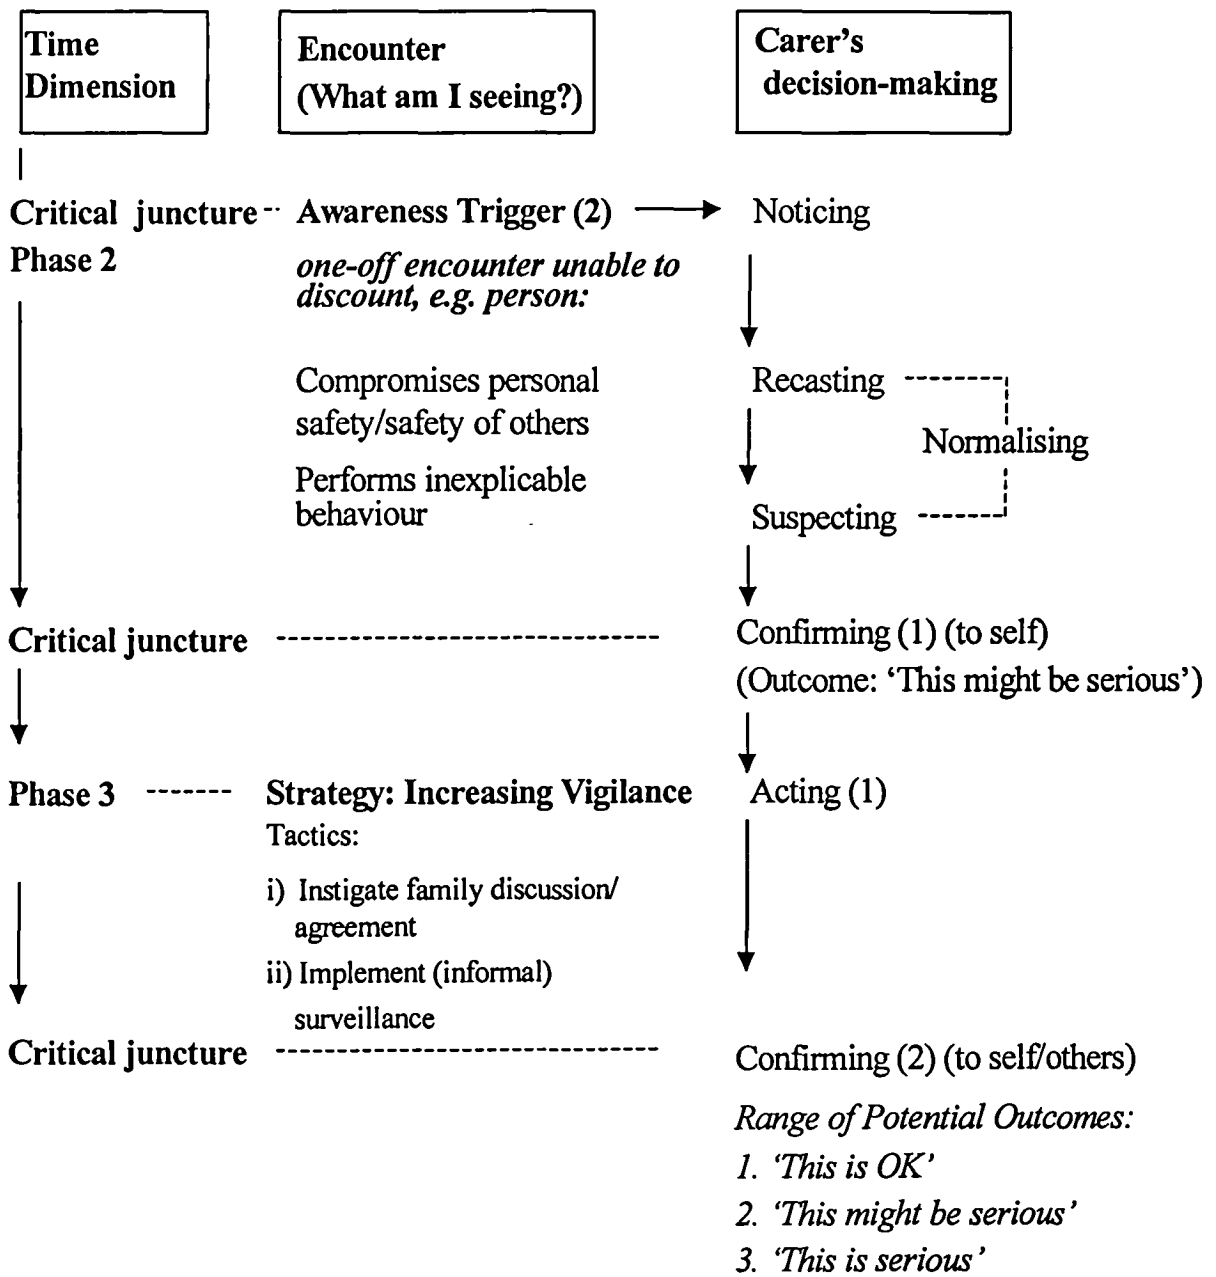 Time
Dimension
Encounter
(What am I seeing?)
Carer's
decision-making
Critical juncture
Phase 2
Awareness Trigger (2)
Noticing
one-off encounter unable to
discount, e.g. person:
Compromises personal
safety/safety of others
Performs inexplicable
behaviour
Recasting
Normalising
Suspecting
Critical juncture
Confirming (1) (to self)
(Outcome: ‘This might be serious’)
Phase 3
Strategy: Increasing Vigilance
Acting (1)
Tactics:
i) Instigate family discussion/
agreement
ii) Implement (informal)
surveillance
Critical juncture
Confirming (2) (to self/others)
Range of Potential Outcomes:
1. ‘This is OK’
2. ‘This might be serious’
3. ‘This is serious’